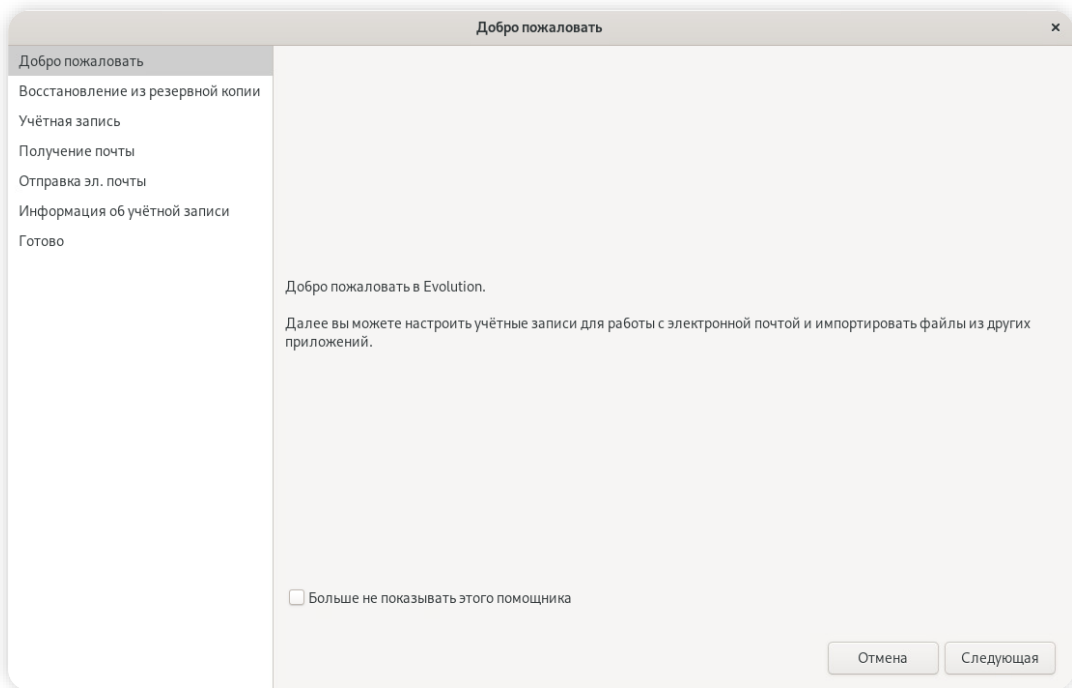 Добро пожаловать
×
Добро пожаловать
Восстановление из резервной копии
Учётная запись
Получение почты
Отправка эл. почты
Информация об учётной записи
Готово
Добро пожаловать в Evolution.
Далее вы можете настроить учётные записи для работы с электронной почтой и импортировать файлы из других
приложений.
Больше не показывать этого помощника
Отмена
Следующая